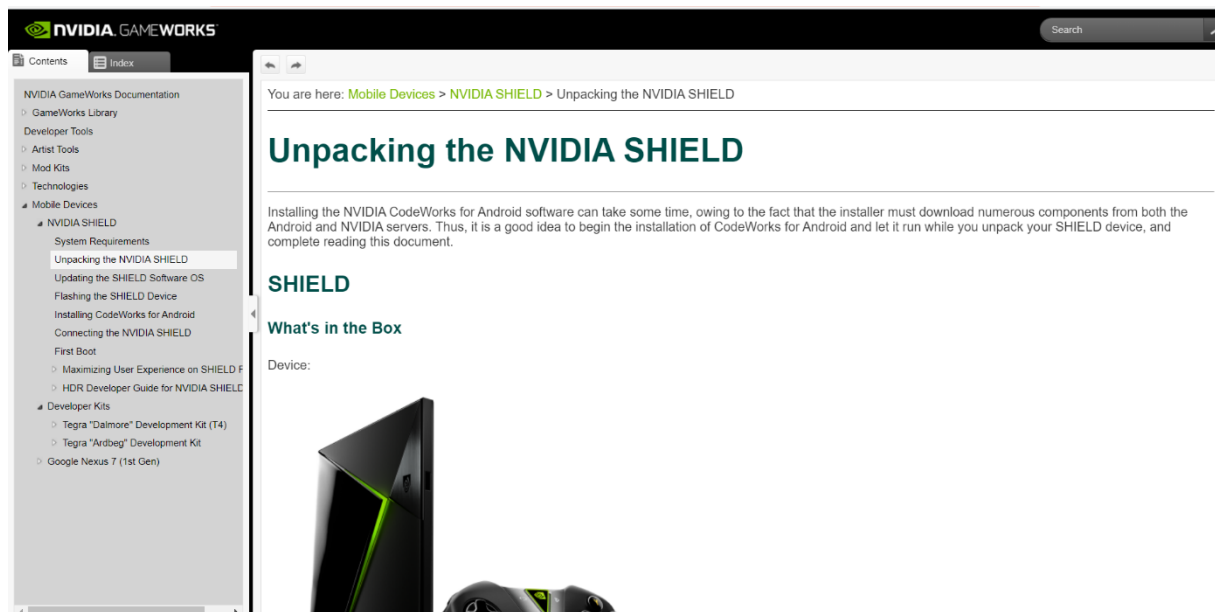 NVIDIA. GAMEWORKS
Search
Contents
Index
NVIDIA GameWorks Documentation
GameWorks Library
Developer Tools
Artist Tools
Mod Kits
Technologies
Mobile Devices
NVIDIA SHIELD
System Requirements
Unpacking the NVIDIA SHIELD
Updating the SHIELD Software OS
Flashing the SHIELD Device
Installing CodeWorks for Android
Connecting the NVIDIA SHIELD
First Boot
Maximizing User Experience on SHIELD
HDR Developer Guide for NVIDIA SHIELD
Developer Kits
Tegra "Dalmore" Development Kit (T4)
Tegra "Ardbeg" Development Kit
Google Nexus 7 (1st Gen)
You are here: Mobile Devices > NVIDIA SHIELD > Unpacking the NVIDIA SHIELD
Unpacking the NVIDIA SHIELD
Installing the NVIDIA CodeWorks for Android software can take some time, owing to the fact that the installer must download numerous components from both the
Android and NVIDIA servers. Thus, it is a good idea to begin the installation of CodeWorks for Android and let it run while you unpack your SHIELD device, and
complete reading this document.
SHIELD
What's in the Box
Device: